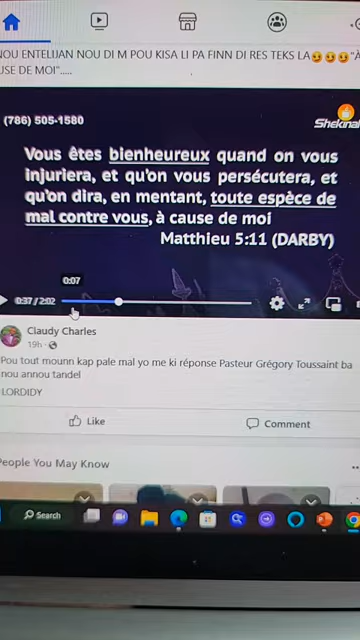 NOU ENTELIJAN NOU DI M POU KISA LI PA FINN DI RES TEKS LA😡😡😡"À
USE DE MOI".....
(786) 505-1580
Shekinah
Vous êtes bienheureux quand on vous
injuriera, et qu'on vous persécutera, et
qu'on dira, en mentant, toute espèce de
mal contre vous, à cause de moi
Matthieu 5:11 (DARBY)
0:07
0:37 / 2:02
Claudy Charles
19h
Pou tout mounn kap pale mal yo me ki réponse Pasteur Grégory Toussaint ba
nou annou tandel
LORDIDY
Like
Comment
People You May Know
Search